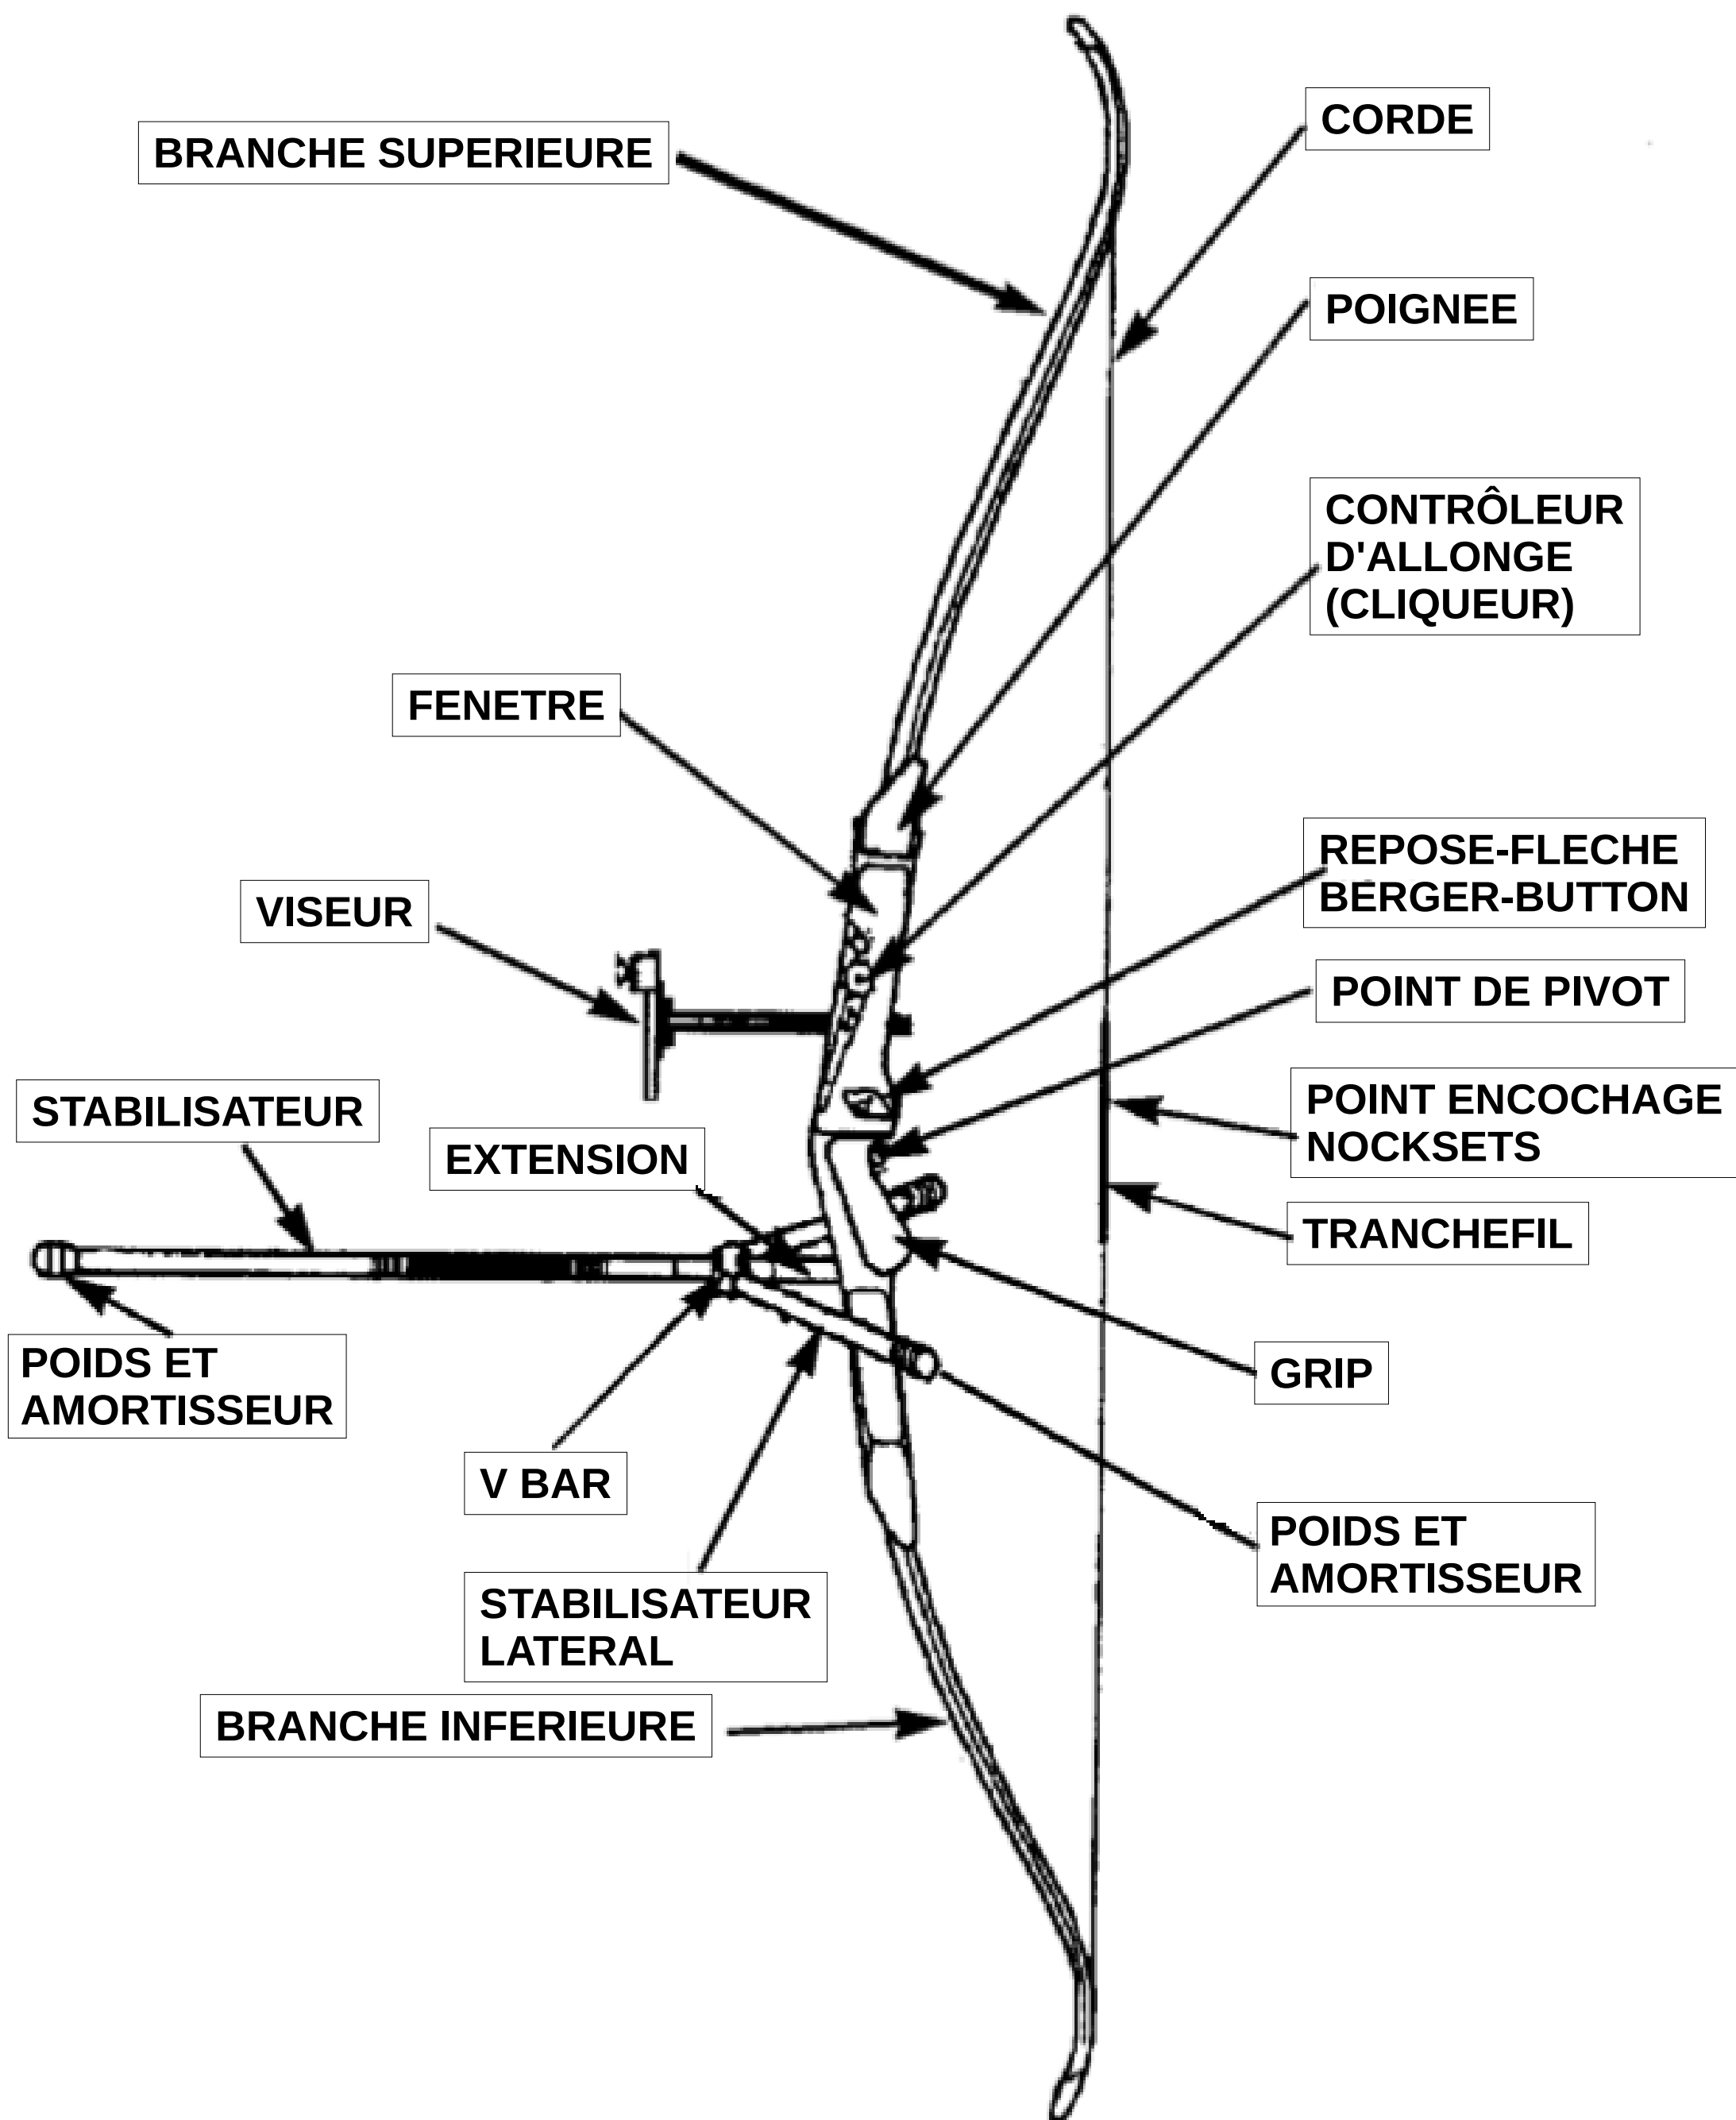 CORDE
BRANCHE SUPERIEURE
POIGNEE
CONTRÔLEUR
D'ALLONGE
(CLIQUEUR)
FENETRE
REPOSE-FLECHE
BERGER-BUTTON
VISEUR
POINT DE PIVOT
STABILISATEUR
POINT ENCOCHAGE
NOCKSETS
EXTENSION
TRANCHEFIL
POIDS ET
AMORTISSEUR
GRIP
V BAR
POIDS ET
AMORTISSEUR
STABILISATEUR
LATERAL
BRANCHE INFERIEURE